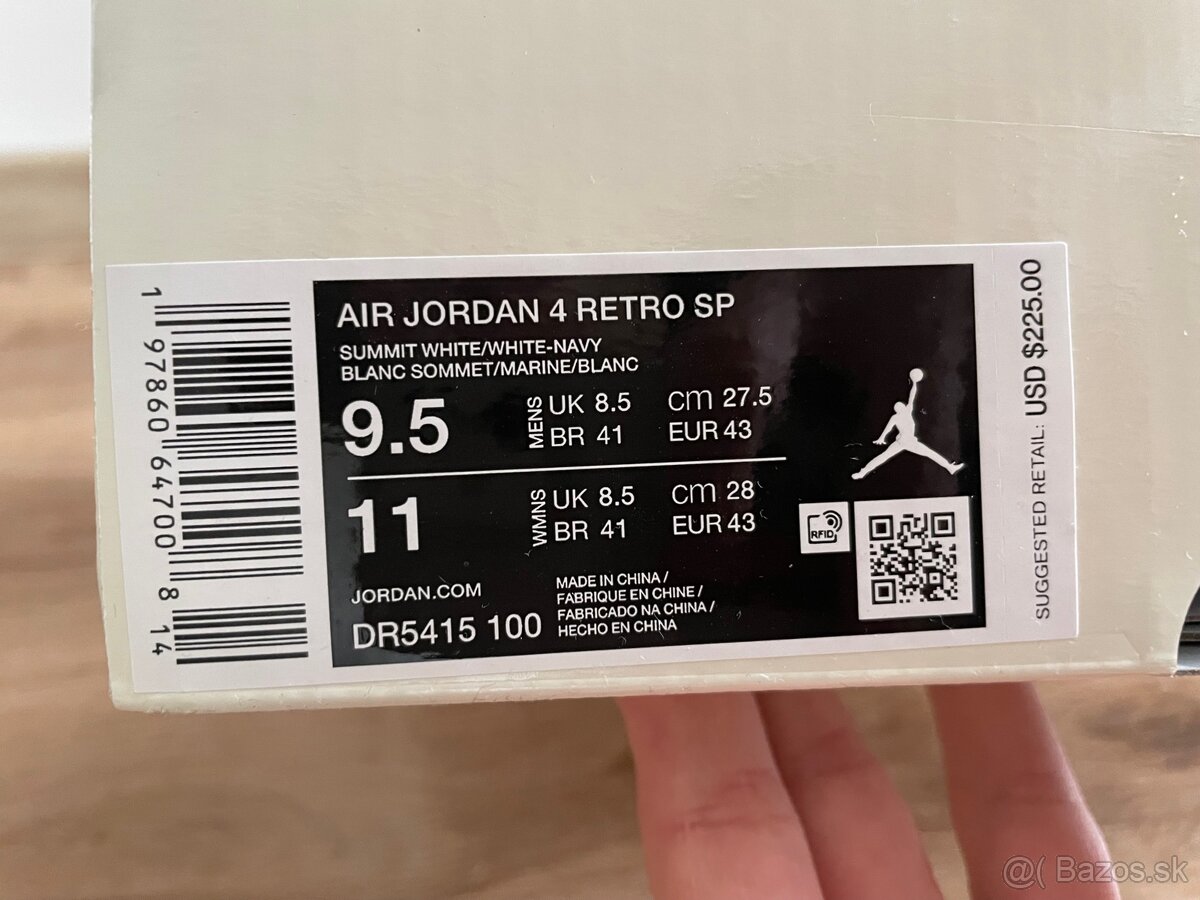 AIR JORDAN 4 RETRO SP
SUMMIT WHITE/WHITE-NAVY
BLANC SOMMET/MARINE/BLANC
9.5 MENS UK 8.5 cm 27.5
BR 41 EUR 43
11 WMNS UK 8.5 cm 28
BR 41 EUR 43
JORDAN.COM
DR5415 100
MADE IN CHINA /
FABRIQUE EN CHINE /
FABRICADO NA CHINA /
HECHO EN CHINA
RFID
SUGGESTED RETAIL: USD $225.00
1 97860 64700 8 14
@( Bazos.sk